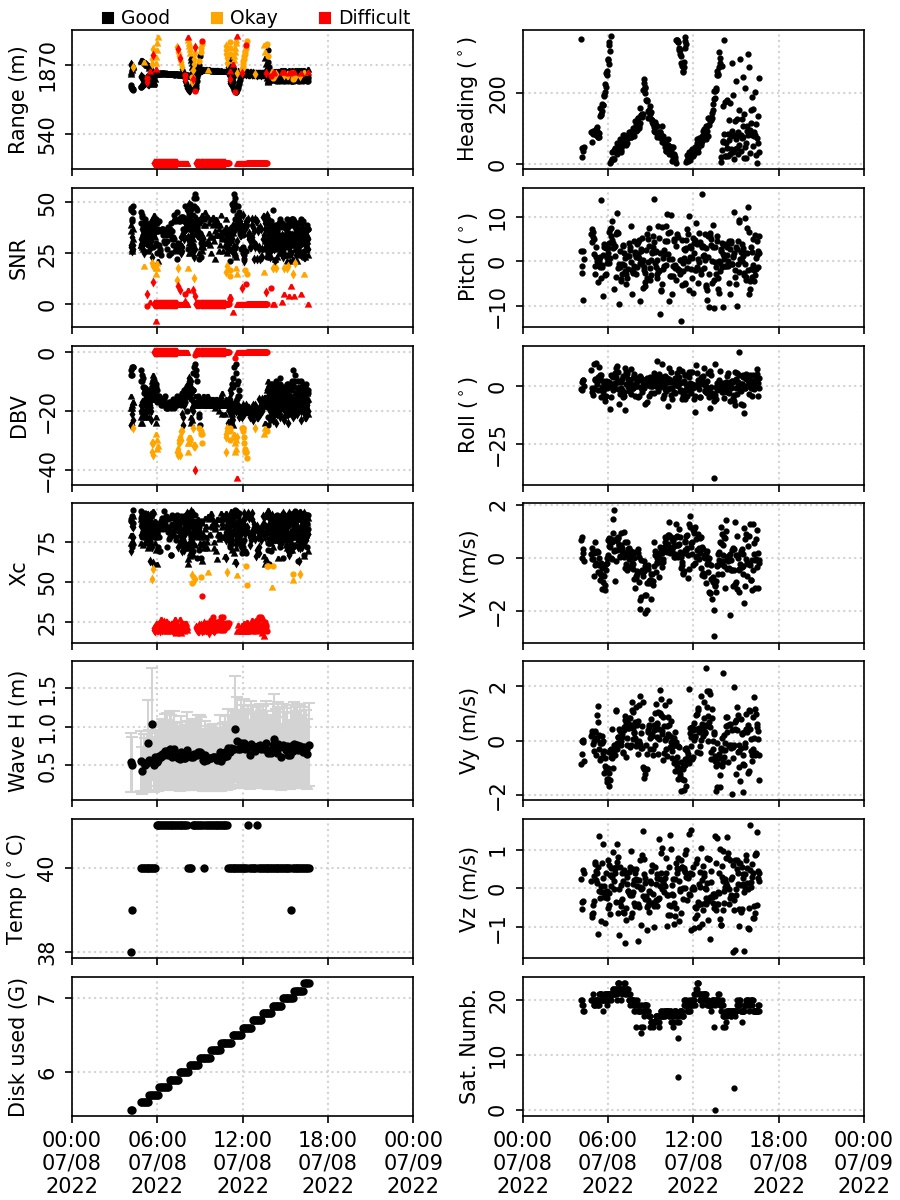 Good Okay Difficult
Range (m)
1870
540
Heading (°)
200
0
SNR
50
25
0
Pitch (°)
10
0
−10
DBV
0
−20
−40
Roll (°)
0
−25
Xc
75
50
25
Vx (m/s)
2
0
−2
Wave H (m)
1.5
1.0
0.5
Vy (m/s)
2
0
−2
Temp (°C)
40
38
Vz (m/s)
1
0
−1
Disk used (G)
7
6
Sat. Numb.
20
10
0
00:00 06:00 12:00 18:00 00:00
07/08 07/08 07/08 07/08 07/09
2022 2022 2022 2022 2022
00:00 06:00 12:00 18:00 00:00
07/08 07/08 07/08 07/08 07/09
2022 2022 2022 2022 2022